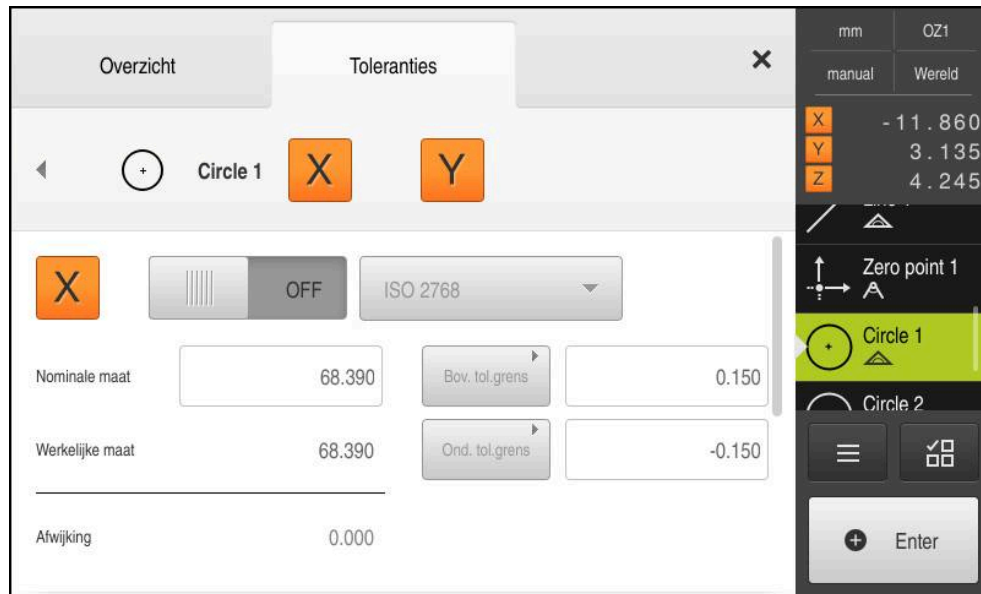 Overzicht
Toleranties
Circle 1
X
Y
X
OFF
ISO 2768
Nominale maat
68.390
Bov. tol.grens
0.150
Werkelijke maat
68.390
Ond. tol.grens
-0.150
Afwijking
0.000
mm
OZ1
manual
Wereld
X -11.860
Y 3.135
Z 4.245
Zero point 1
Circle 1
Circle 2
Enter